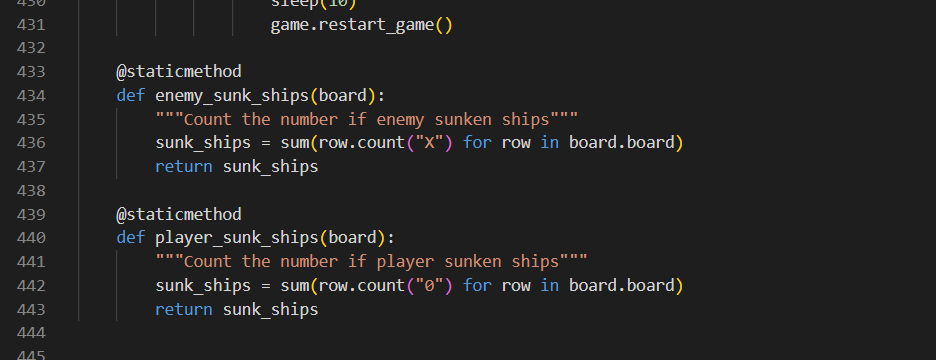 430 sleep(10)
431 game.restart_game()
432
433 @staticmethod
434 def enemy_sunk_ships(board):
435 """Count the number if enemy sunken ships"""
436 sunk_ships = sum(row.count("X") for row in board.board)
437 return sunk_ships
438
439 @staticmethod
440 def player_sunk_ships(board):
441 """Count the number if player sunken ships"""
442 sunk_ships = sum(row.count("0") for row in board.board)
443 return sunk_ships
444
445